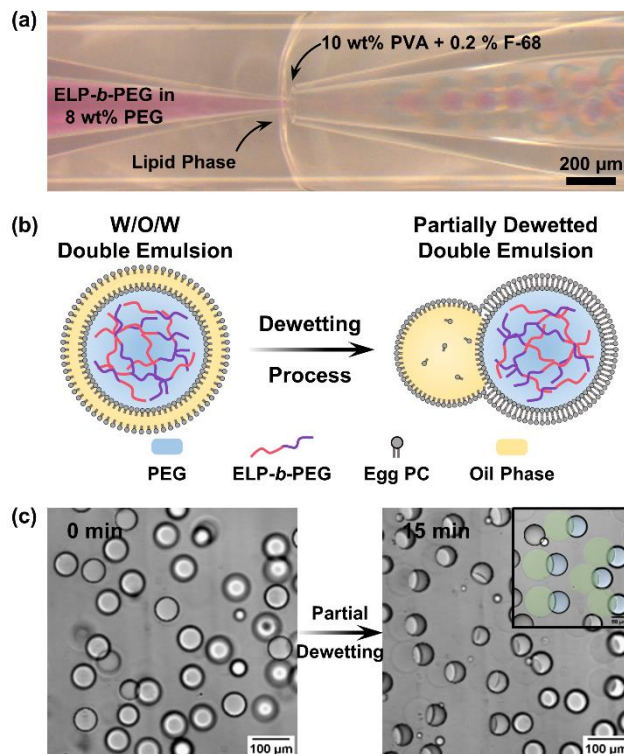 (a)
10 wt% PVA + 0.2 % F-68
ELP-b-PEG in
8 wt% PEG
Lipid Phase
200 µm
(b)
W/O/W
Double Emulsion
Partially Dewetted
Double Emulsion
Dewetting
Process
PEG
ELP-b-PEG
Egg PC
Oil Phase
(c)
0 min
15 min
Partial
Dewetting
100 µm
100 µm